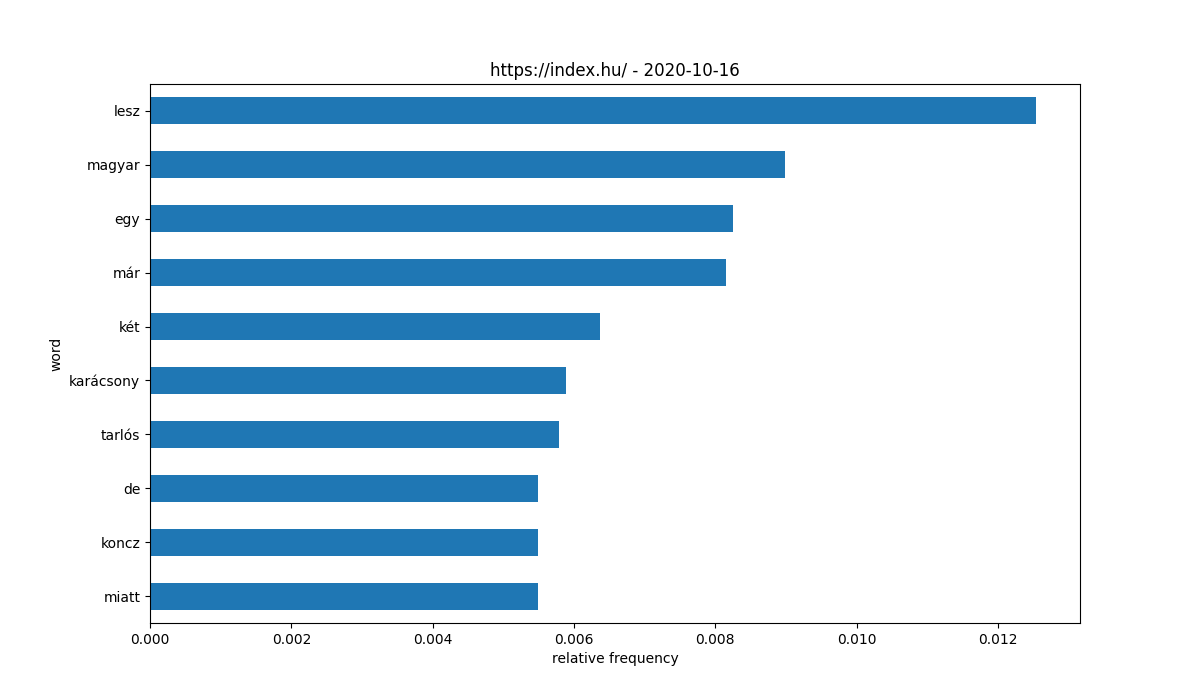 https://index.hu/ - 2020-10-16
lesz
magyar
egy
már
két
karácsony
tarlós
de
koncz
miatt
word
0.000 0.002 0.004 0.006 0.008 0.010 0.012
relative frequency